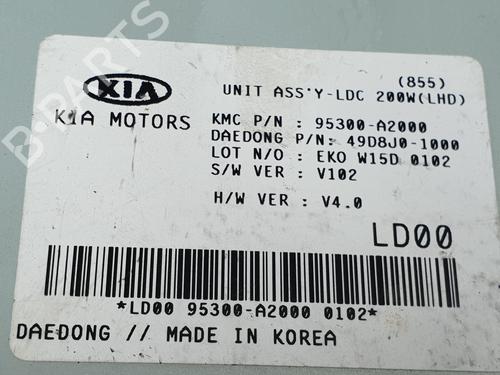 (855)
KIA
UNIT ASS'Y-LDC 200W(LHD)
KIA MOTORS
KMC P/N : 95300-A2000
DAEDONG P/N: 49D8J0-1000
LOT N/O : EKO W15D 0102
S/W VER : V102
H/W VER : V4.0
LD00
*LD00 95300-A2000 0102*
DAEDONG // MADE IN KOREA
B-PARTS